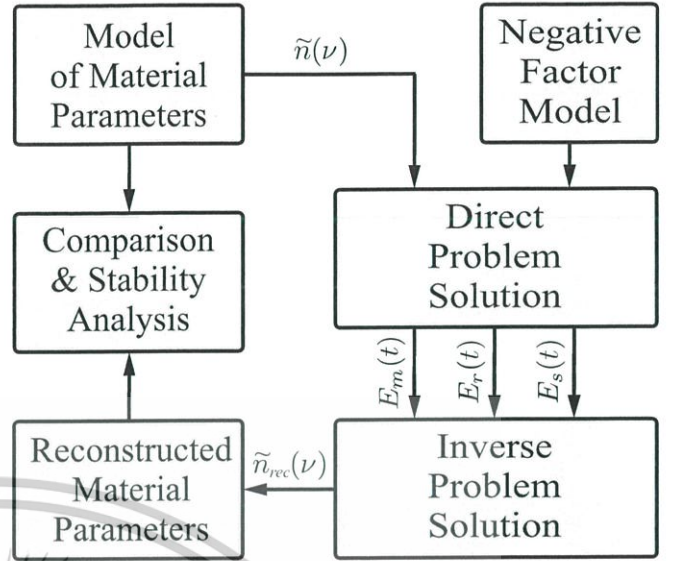 Model
of Material
Parameters
ñ(ν)
Negative
Factor
Model
Comparison
& Stability
Analysis
Direct
Problem
Solution
E_m(t)
E_r(t)
E_s(t)
Reconstructed
Material
Parameters
ñ_rec(ν)
Inverse
Problem
Solution